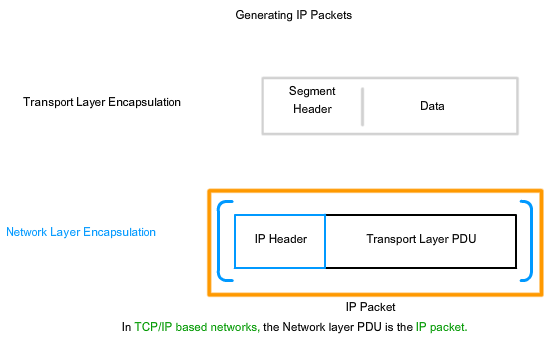 Generating IP Packets
Transport Layer Encapsulation
Segment
Header
Data
Network Layer Encapsulation
IP Header
Transport Layer PDU
IP Packet
In TCP/IP based networks, the Network layer PDU is the IP packet.